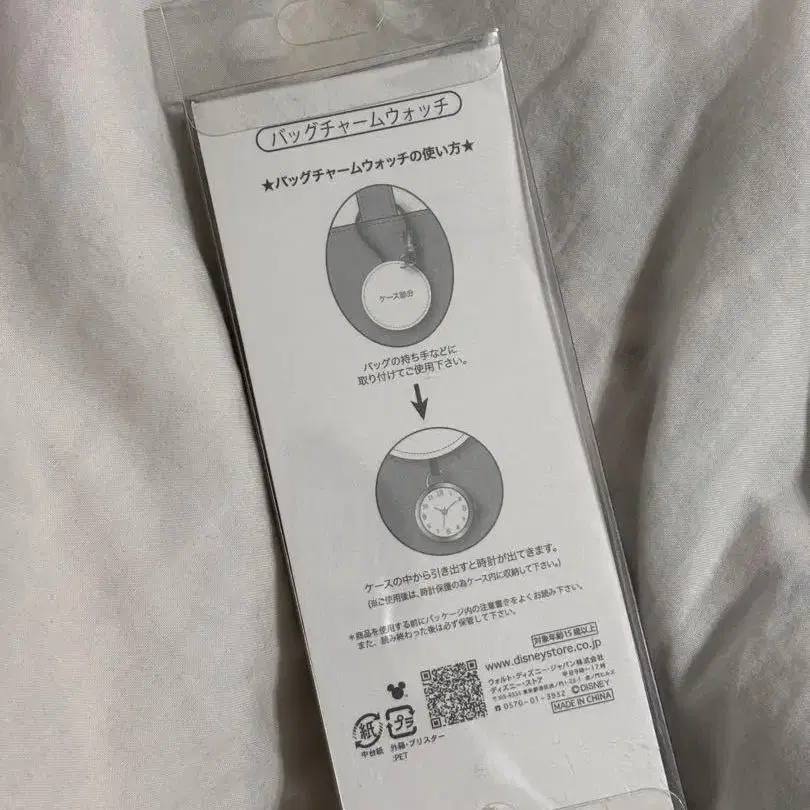 バッグチャームウォッチ
★バッグチャームウォッチの使い方★
ケース部分
バッグの持ち手などに
取り付けてご使用下さい。
ケースの中から引き出すと時計が出てきます。
(※ご使用後は、時計保護の為ケース内に収納して下さい。)
*商品を使用する前にパッケージ内の注意書きをよくお読み下さい。
また、読み終わった後は必ず保管して下さい。
対象年齢15歳以上
www.disneystore.co.jp
ウォルト・ディズニー・ジャパン株式会社
ディズニー・ストア
☎0570-01-3932 ©DISNEY
MADE IN CHINA
紙 プラ
中台紙 外箱・ブリスター
:PET